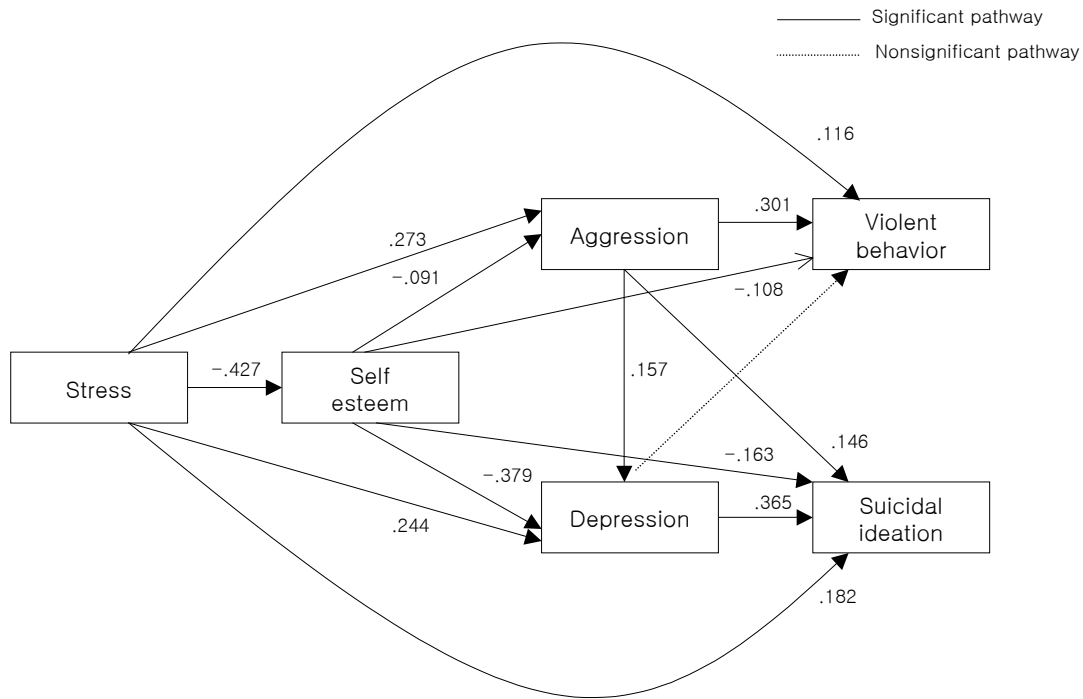 Significant pathway
Nonsignificant pathway
.116
.301
Aggression
Violent
behavior
.273
-.091
-.108
-.427
Stress
Self
esteem
.157
.146
-.163
-.379
.365
Depression
Suicidal
ideation
.244
.182